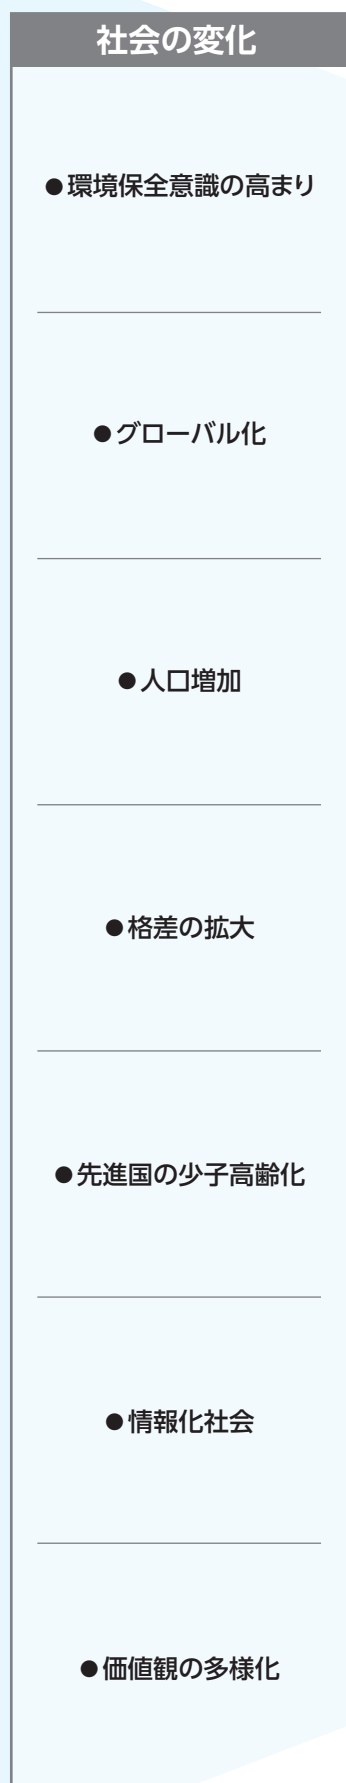 社会の変化
●環境保全意識の高まり
●グローバル化
●人口増加
●格差の拡大
●先進国の少子高齢化
●情報化社会
●価値観の多様化